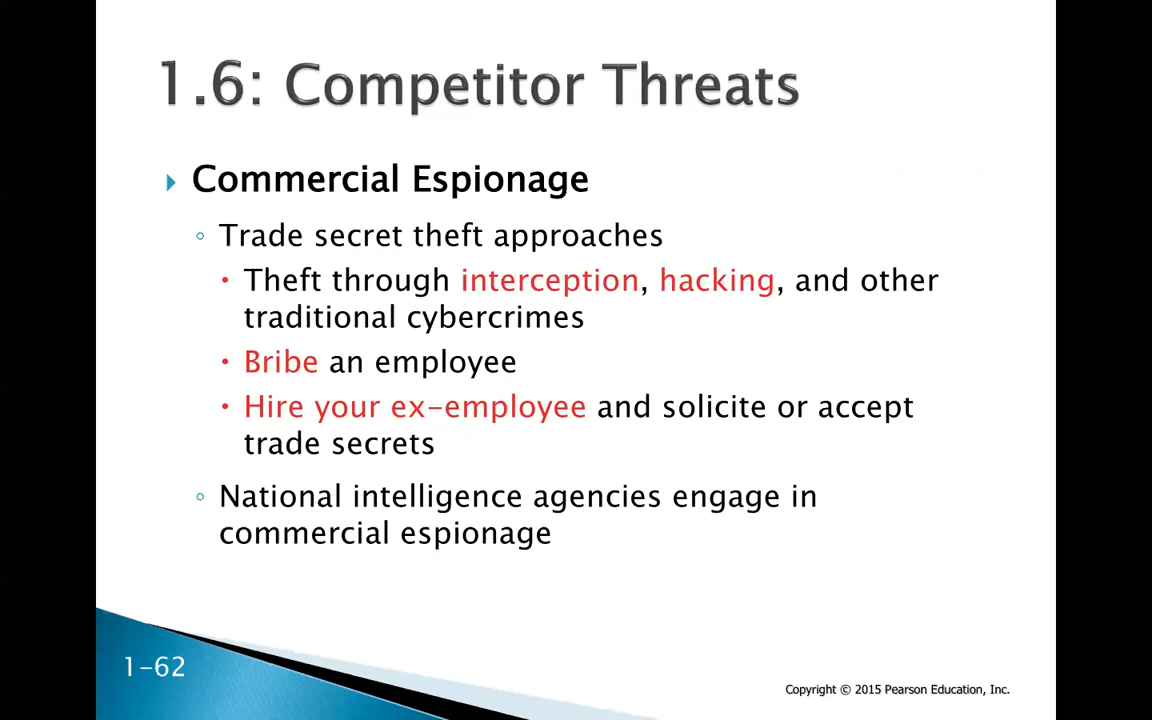 1.6: Competitor Threats
Commercial Espionage
Trade secret theft approaches
Theft through interception, hacking, and other
traditional cybercrimes
Bribe an employee
Hire your ex-employee and solicite or accept
trade secrets
National intelligence agencies engage in
commercial espionage
1-62
Copyright © 2015 Pearson Education, Inc.